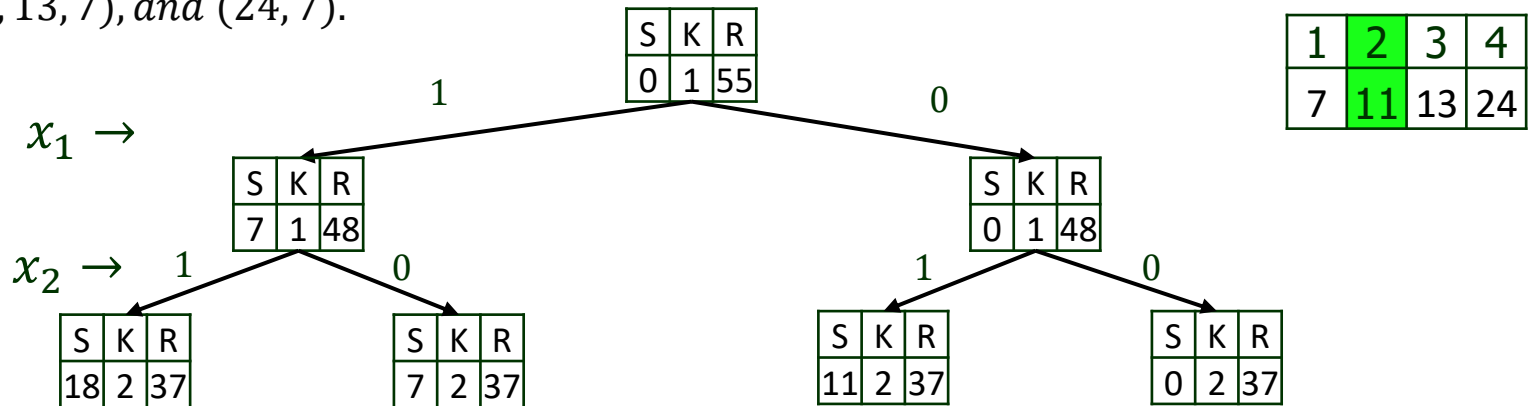 , 13, 7), and (24, 7).
S K R
0 1 55
1 2 3 4
7 11 13 24
1 0
x₁ →
S K R
7 1 48
S K R
0 1 48
x₂ → 1 0 1 0
S K R
18 2 37
S K R
7 2 37
S K R
11 2 37
S K R
0 2 37